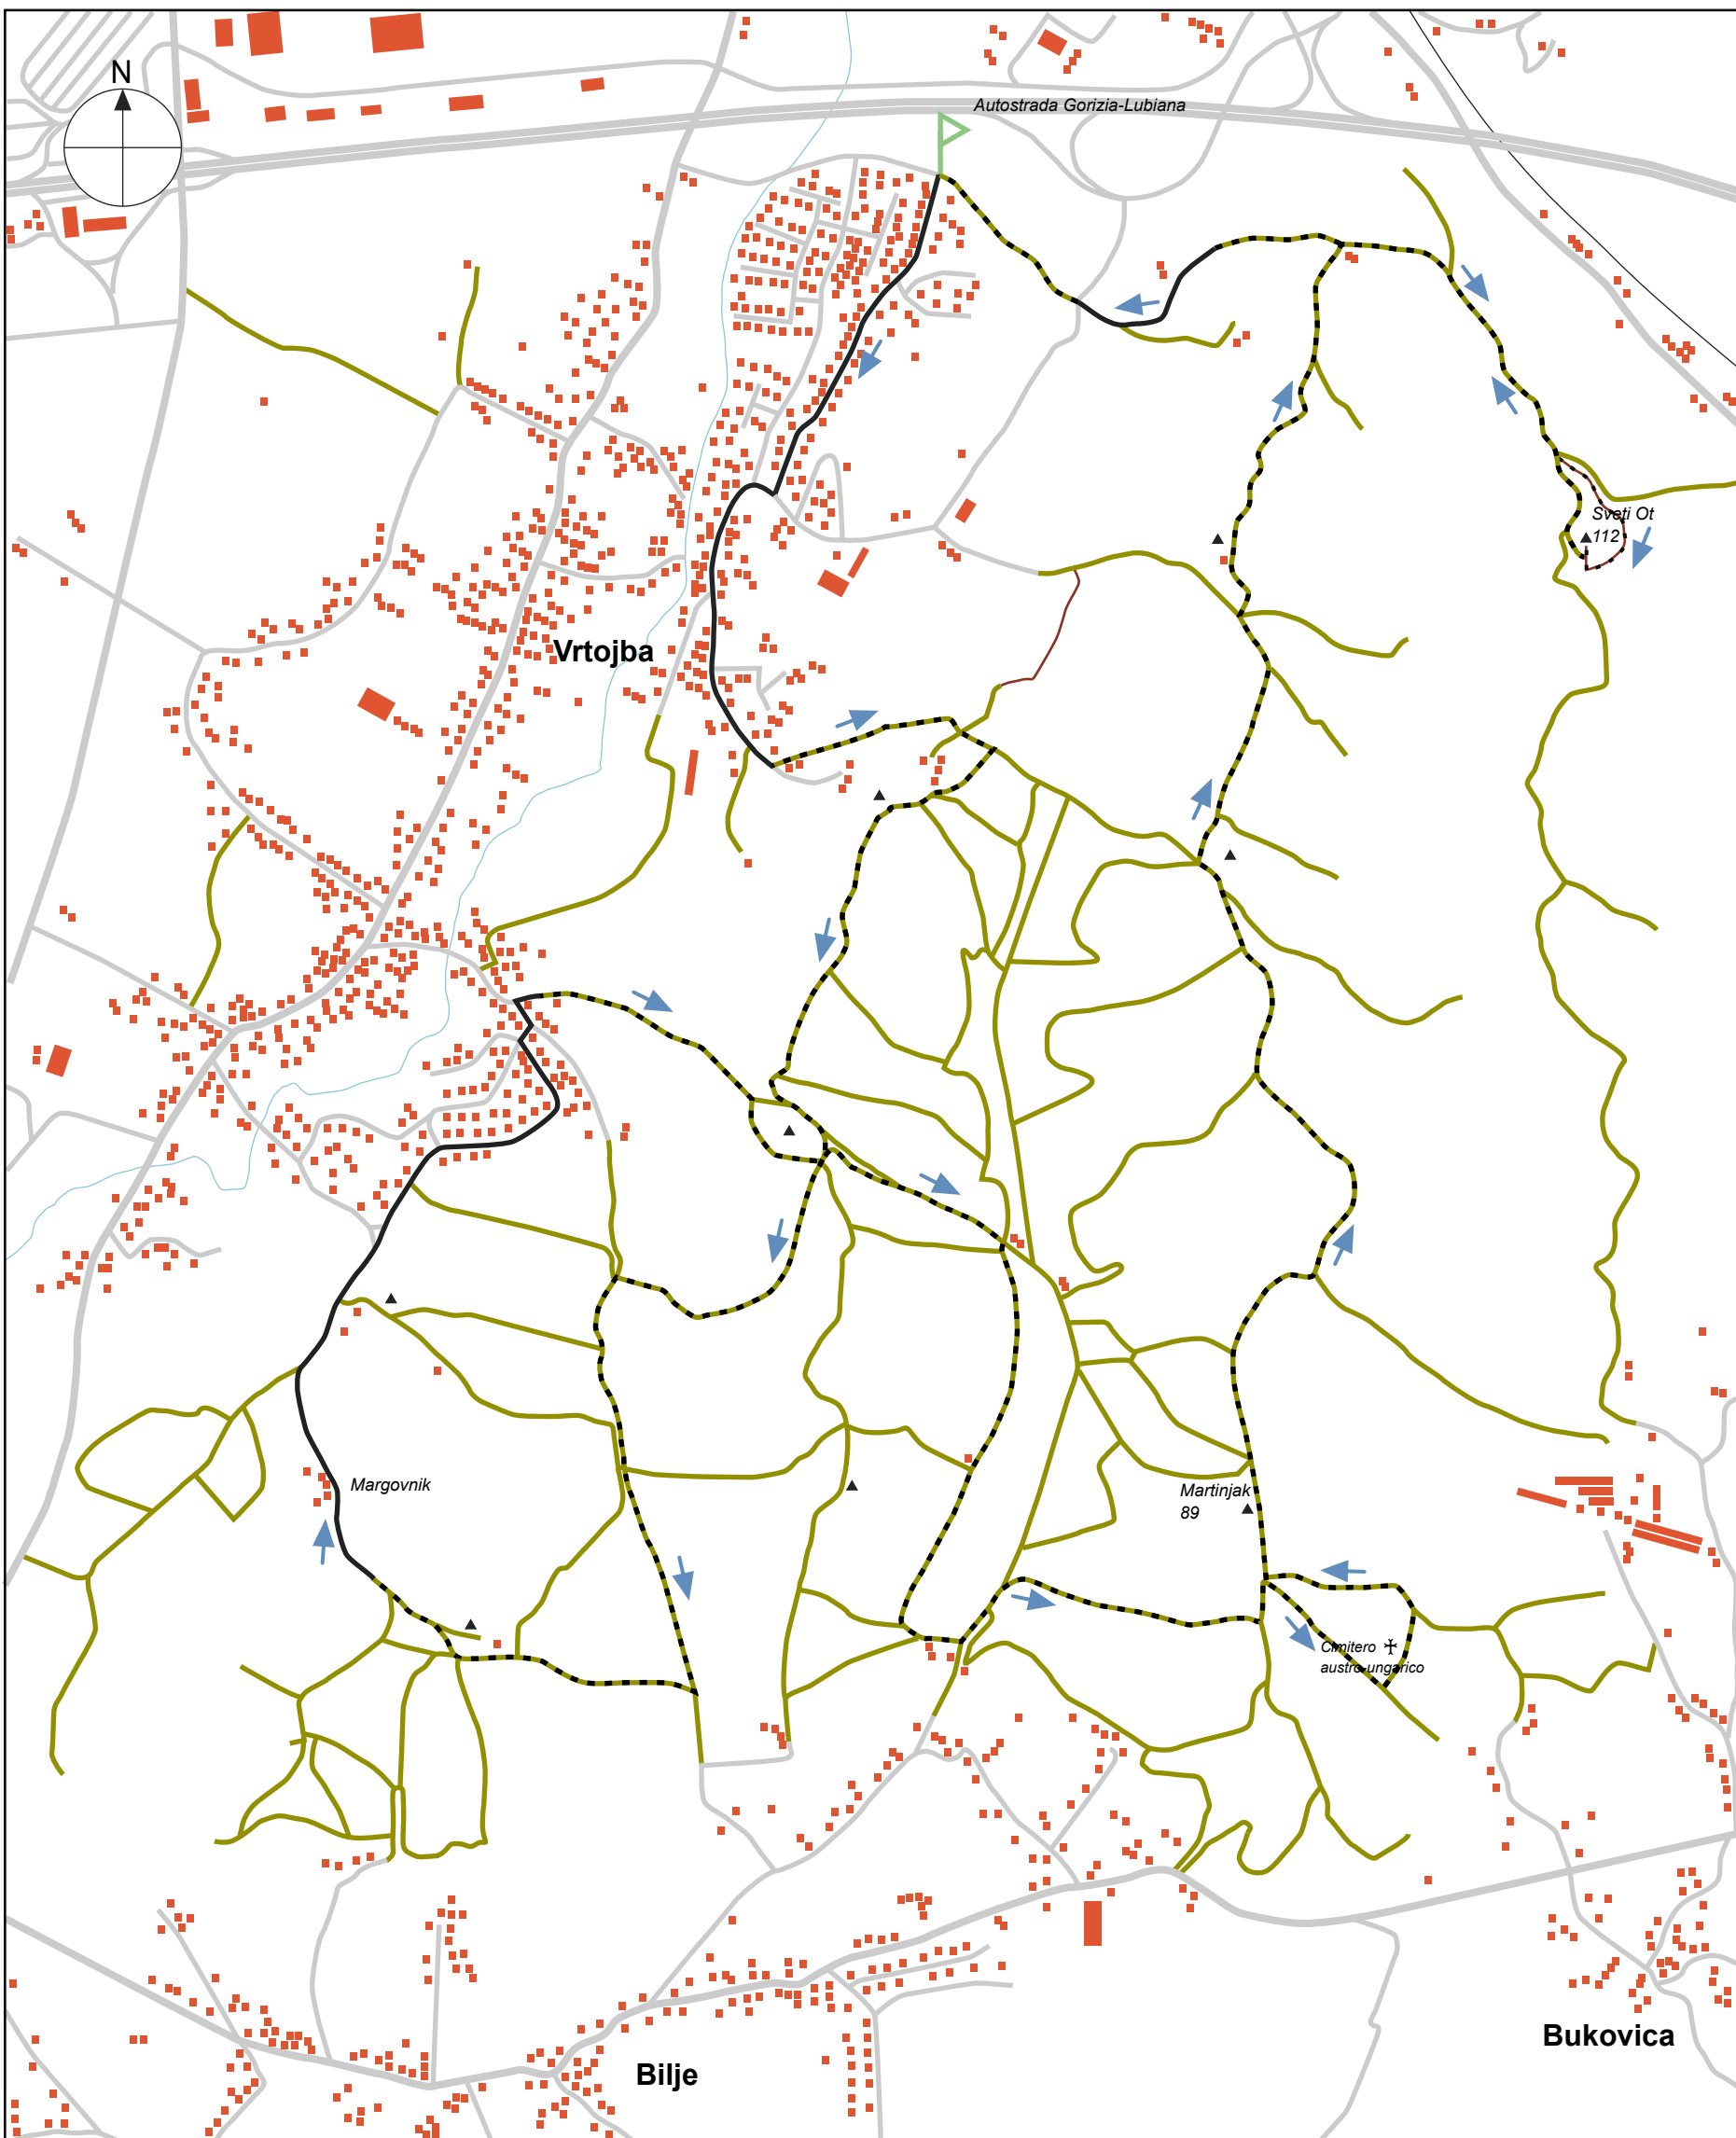 N
Autostrada Gorizia-Lubiana
Sveti Ot
112
Vrtojba
Margovnik
Martinjak
89
Cimitero
austro-ungarico
Bukovica
Bilje